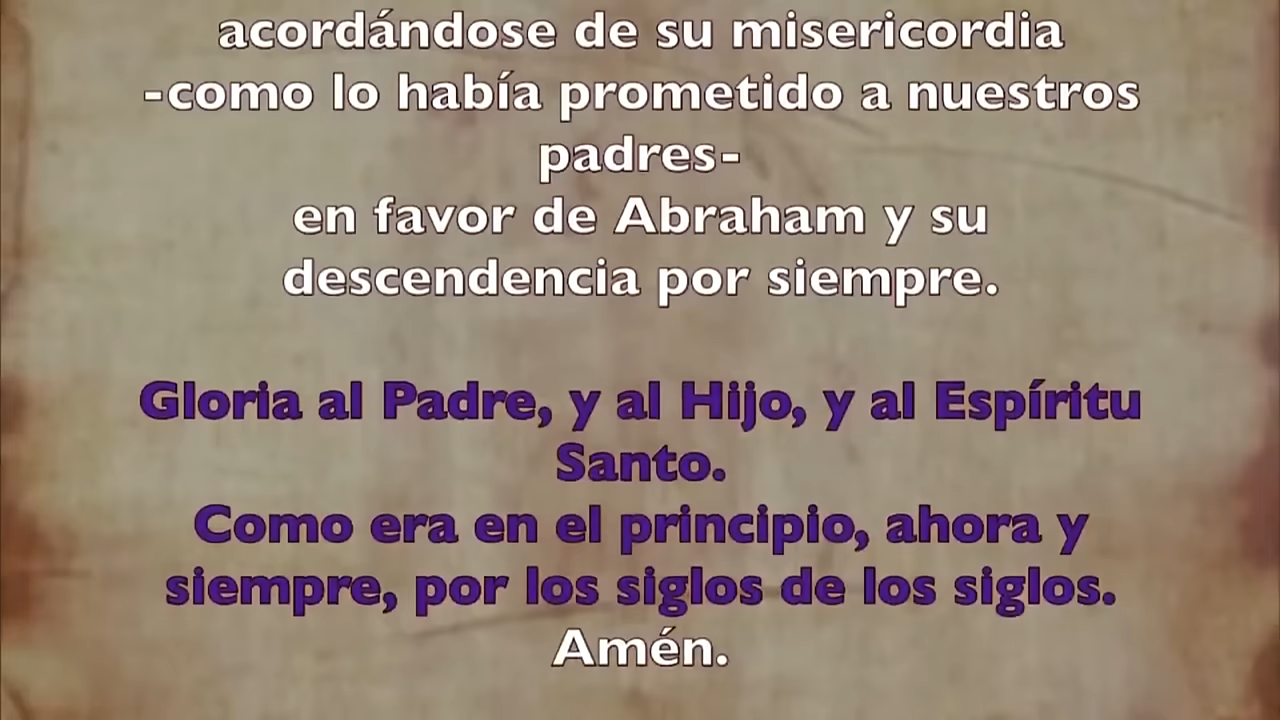 acordándose de su misericordia
-como lo había prometido a nuestros
padres-
en favor de Abraham y su
descendencia por siempre.
Gloria al Padre, y al Hijo, y al Espíritu
Santo.
Como era en el principio, ahora y
siempre, por los siglos de los siglos.
Amén.